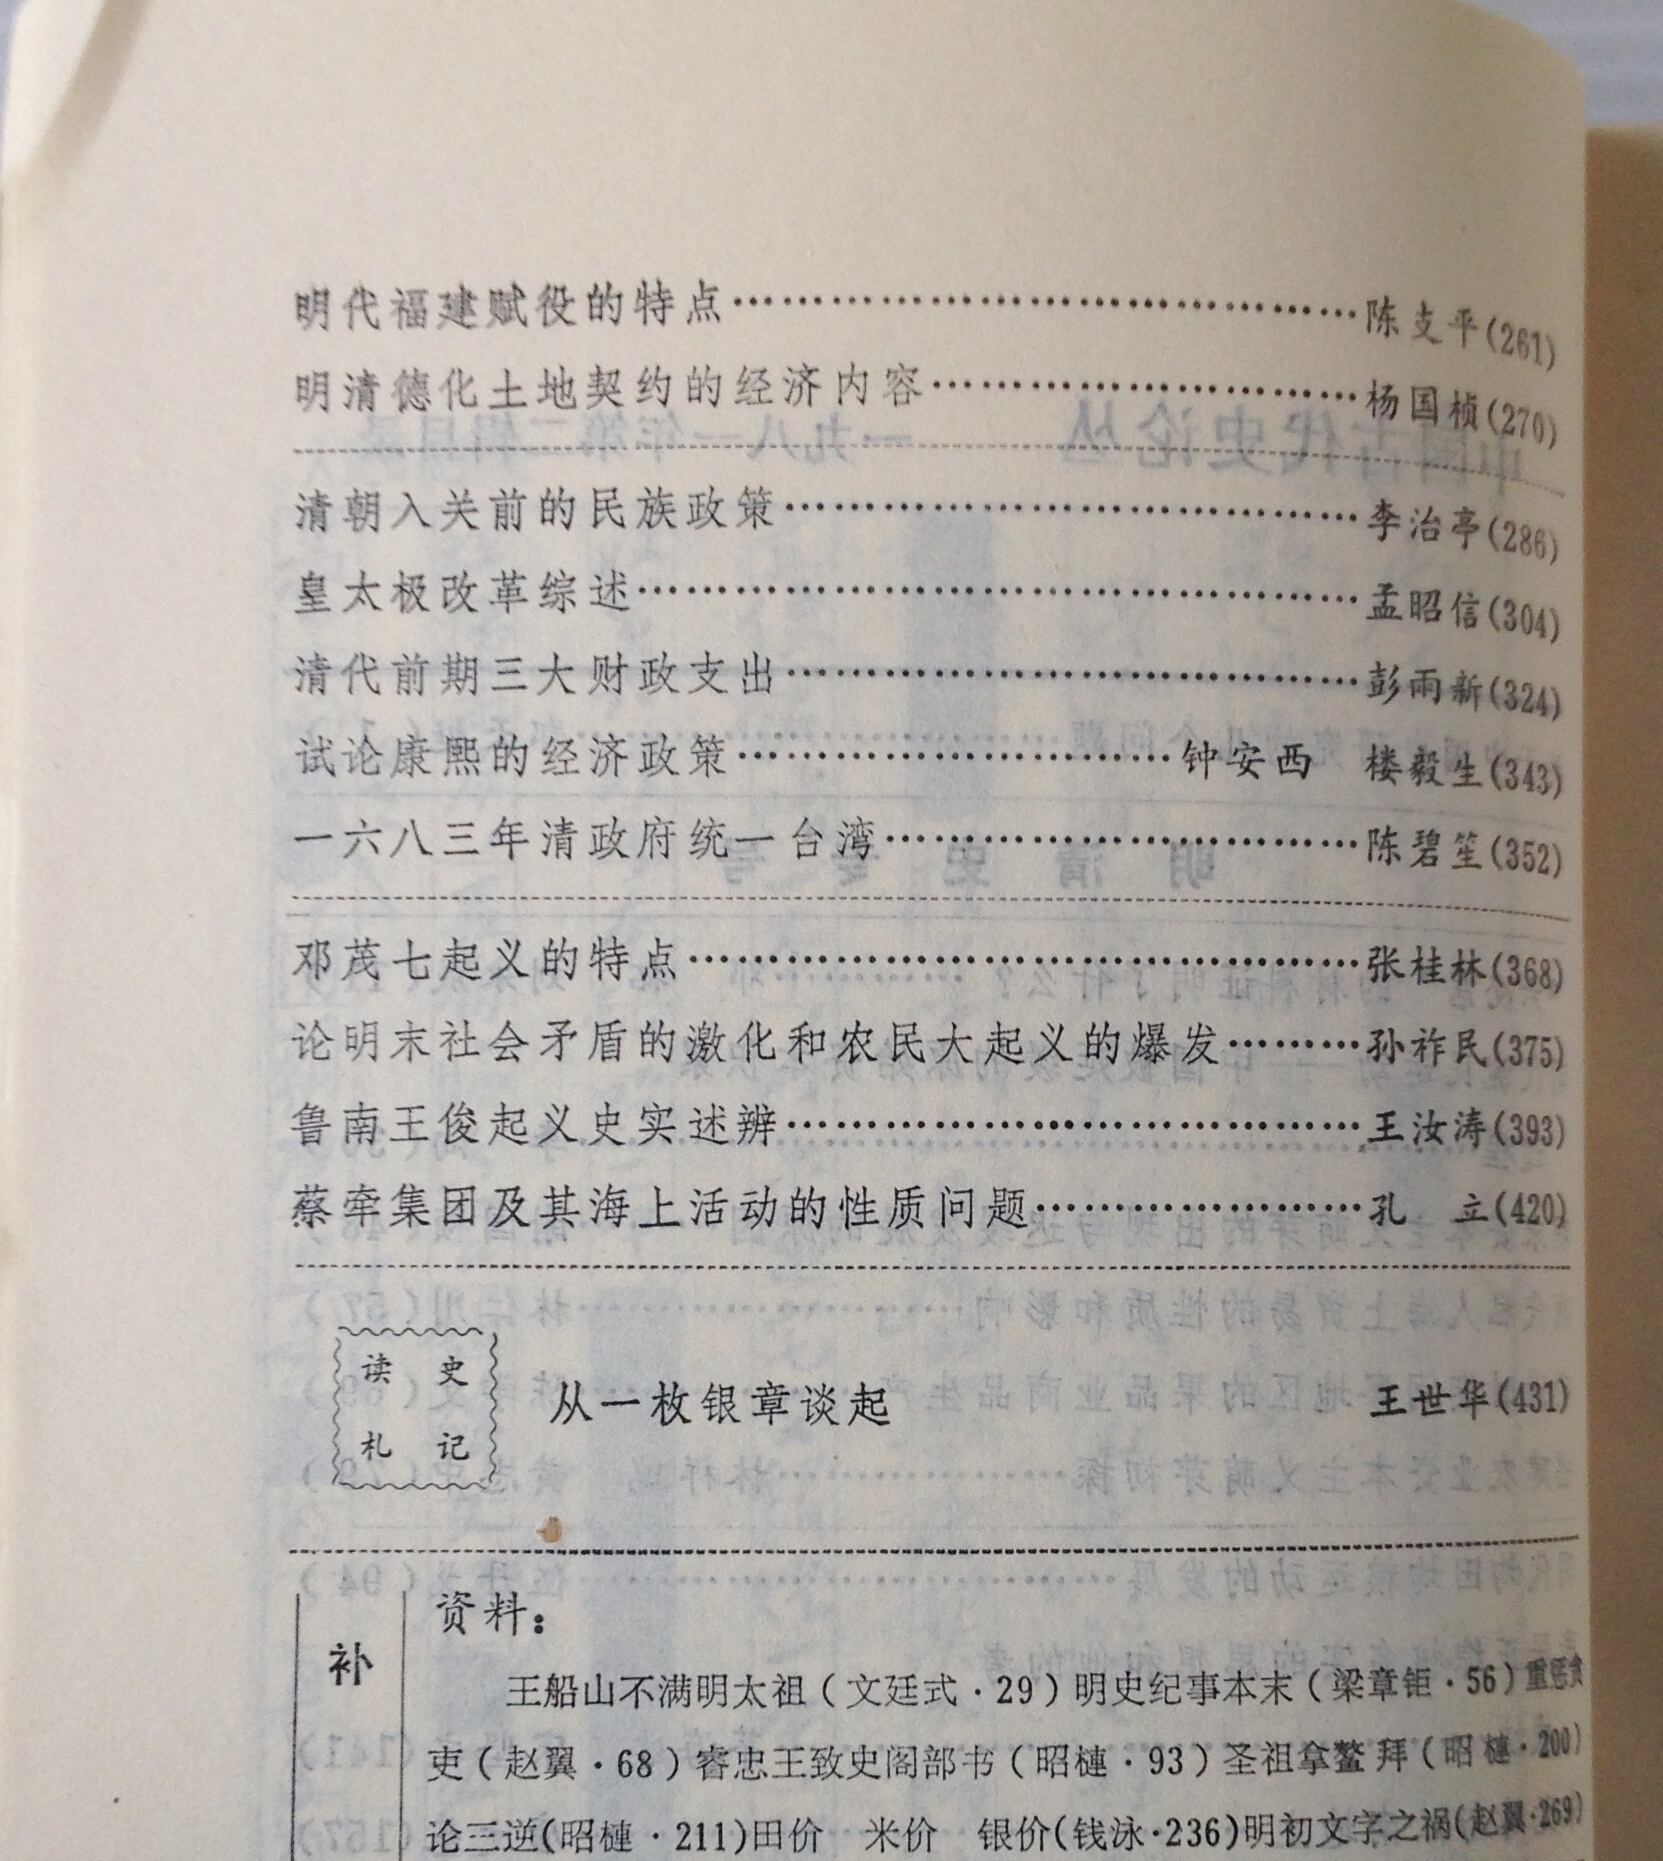 明代福建赋役的特点……………………………陈支平(261)
明清德化土地契约的经济内容……………………杨国桢(270)
清朝入关前的民族政策……………………………李治亭(286)
皇太极改革综述……………………………………孟昭信(304)
清代前期三大财政支出……………………………彭雨新(324)
试论康熙的经济政策……………………钟安西　楼毅生(343)
一六八三年清政府统一台湾………………………陈碧笙(352)
邓茂七起义的特点…………………………………张桂林(368)
论明末社会矛盾的激化和农民大起义的爆发………孙祚民(375)
鲁南王俊起义史实述辨……………………………王汝涛(393)
蔡牵集团及其海上活动的性质问题………………孔　立(420)
读史
札记
从一枚银章谈起　王世华(431)
补
资料：
王船山不满明太祖（文廷式·29）明史纪事本末（梁章钜·56）重惩贪
吏（赵翼·68）睿忠王致史阁部书（昭梿·93）圣祖拿鳌拜（昭梿·200）
论三逆(昭梿·211)田价　米价　银价(钱泳·236)明初文字之祸(赵翼·269)